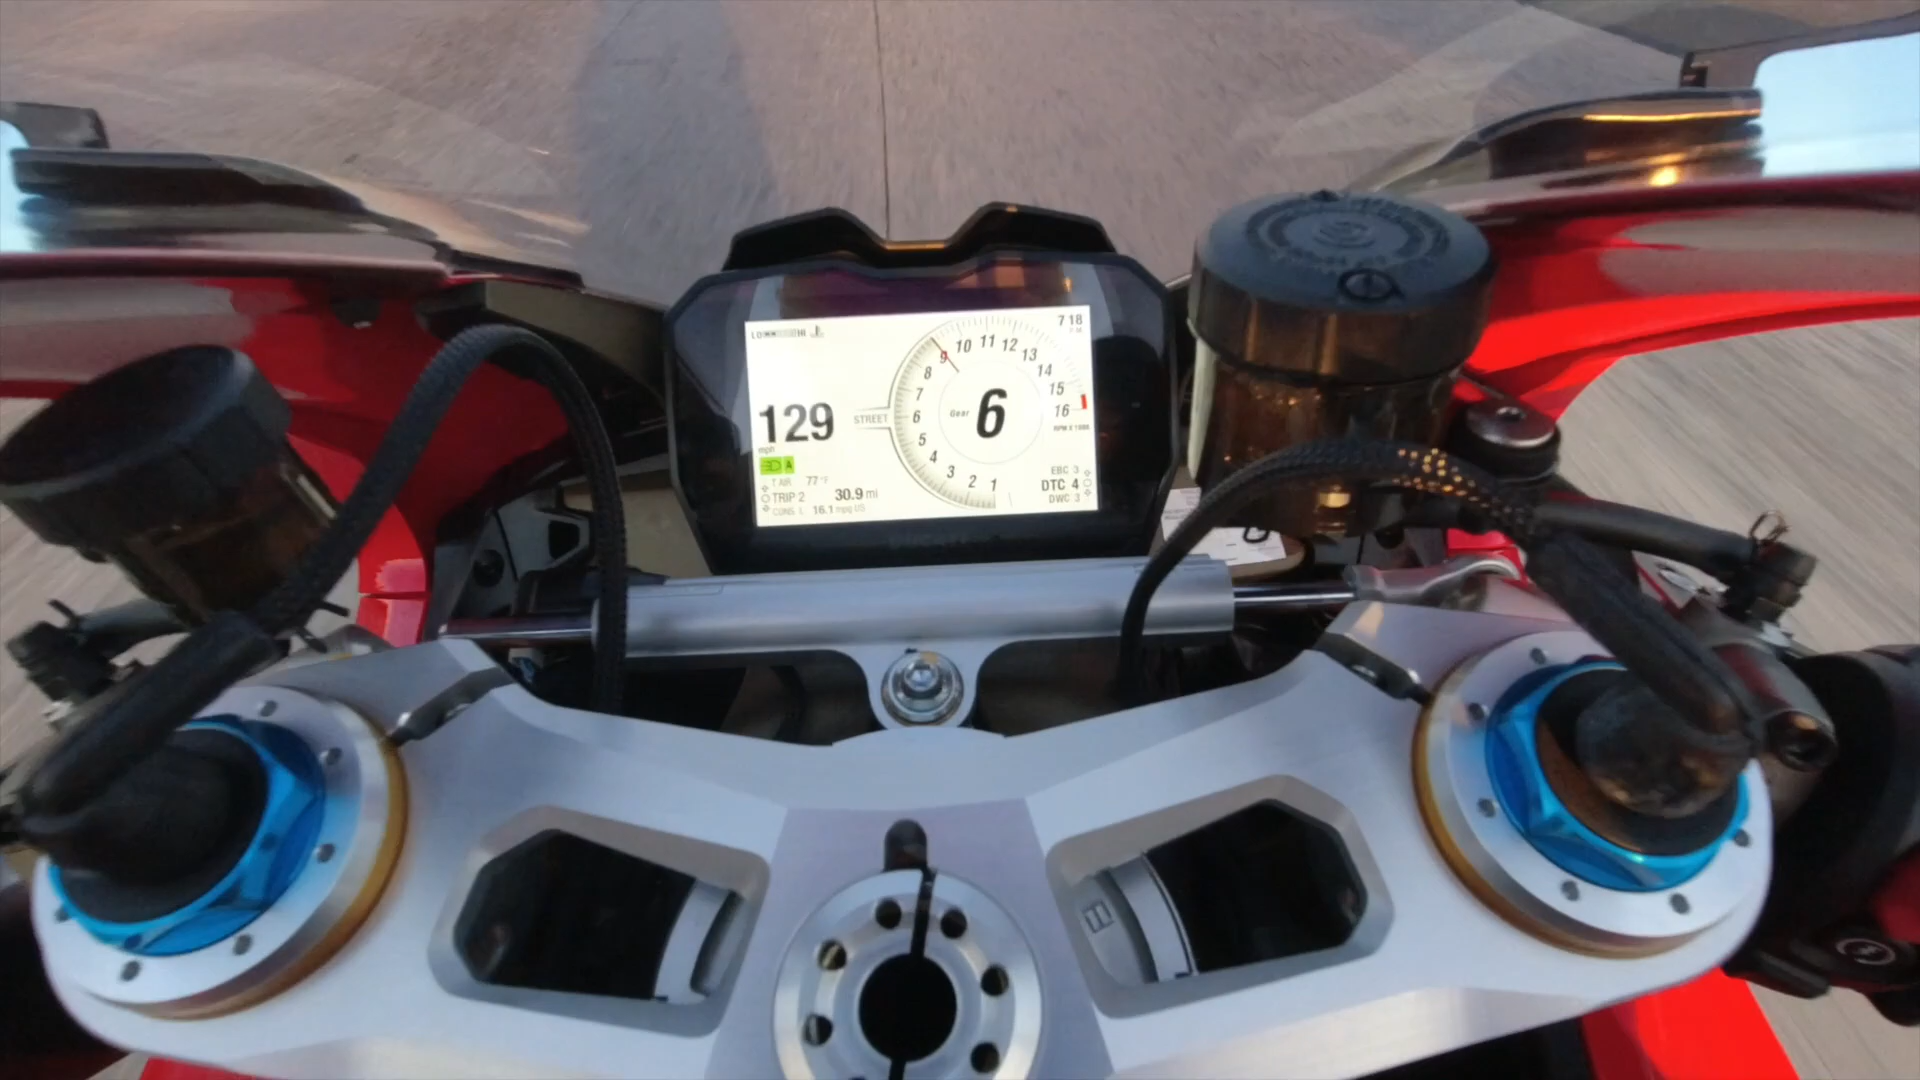 LO HI
7 18
129
mph
STREET
A
T AIR 77 °F
TRIP 2 30.9 mi
CONS. I. 16.1 mpg US
1
2
3
4
5
6
7
8
9
10
11
12
13
14
15
16
RPM X 1000
Gear 6
EBC 3
DTC 4
DWC 3